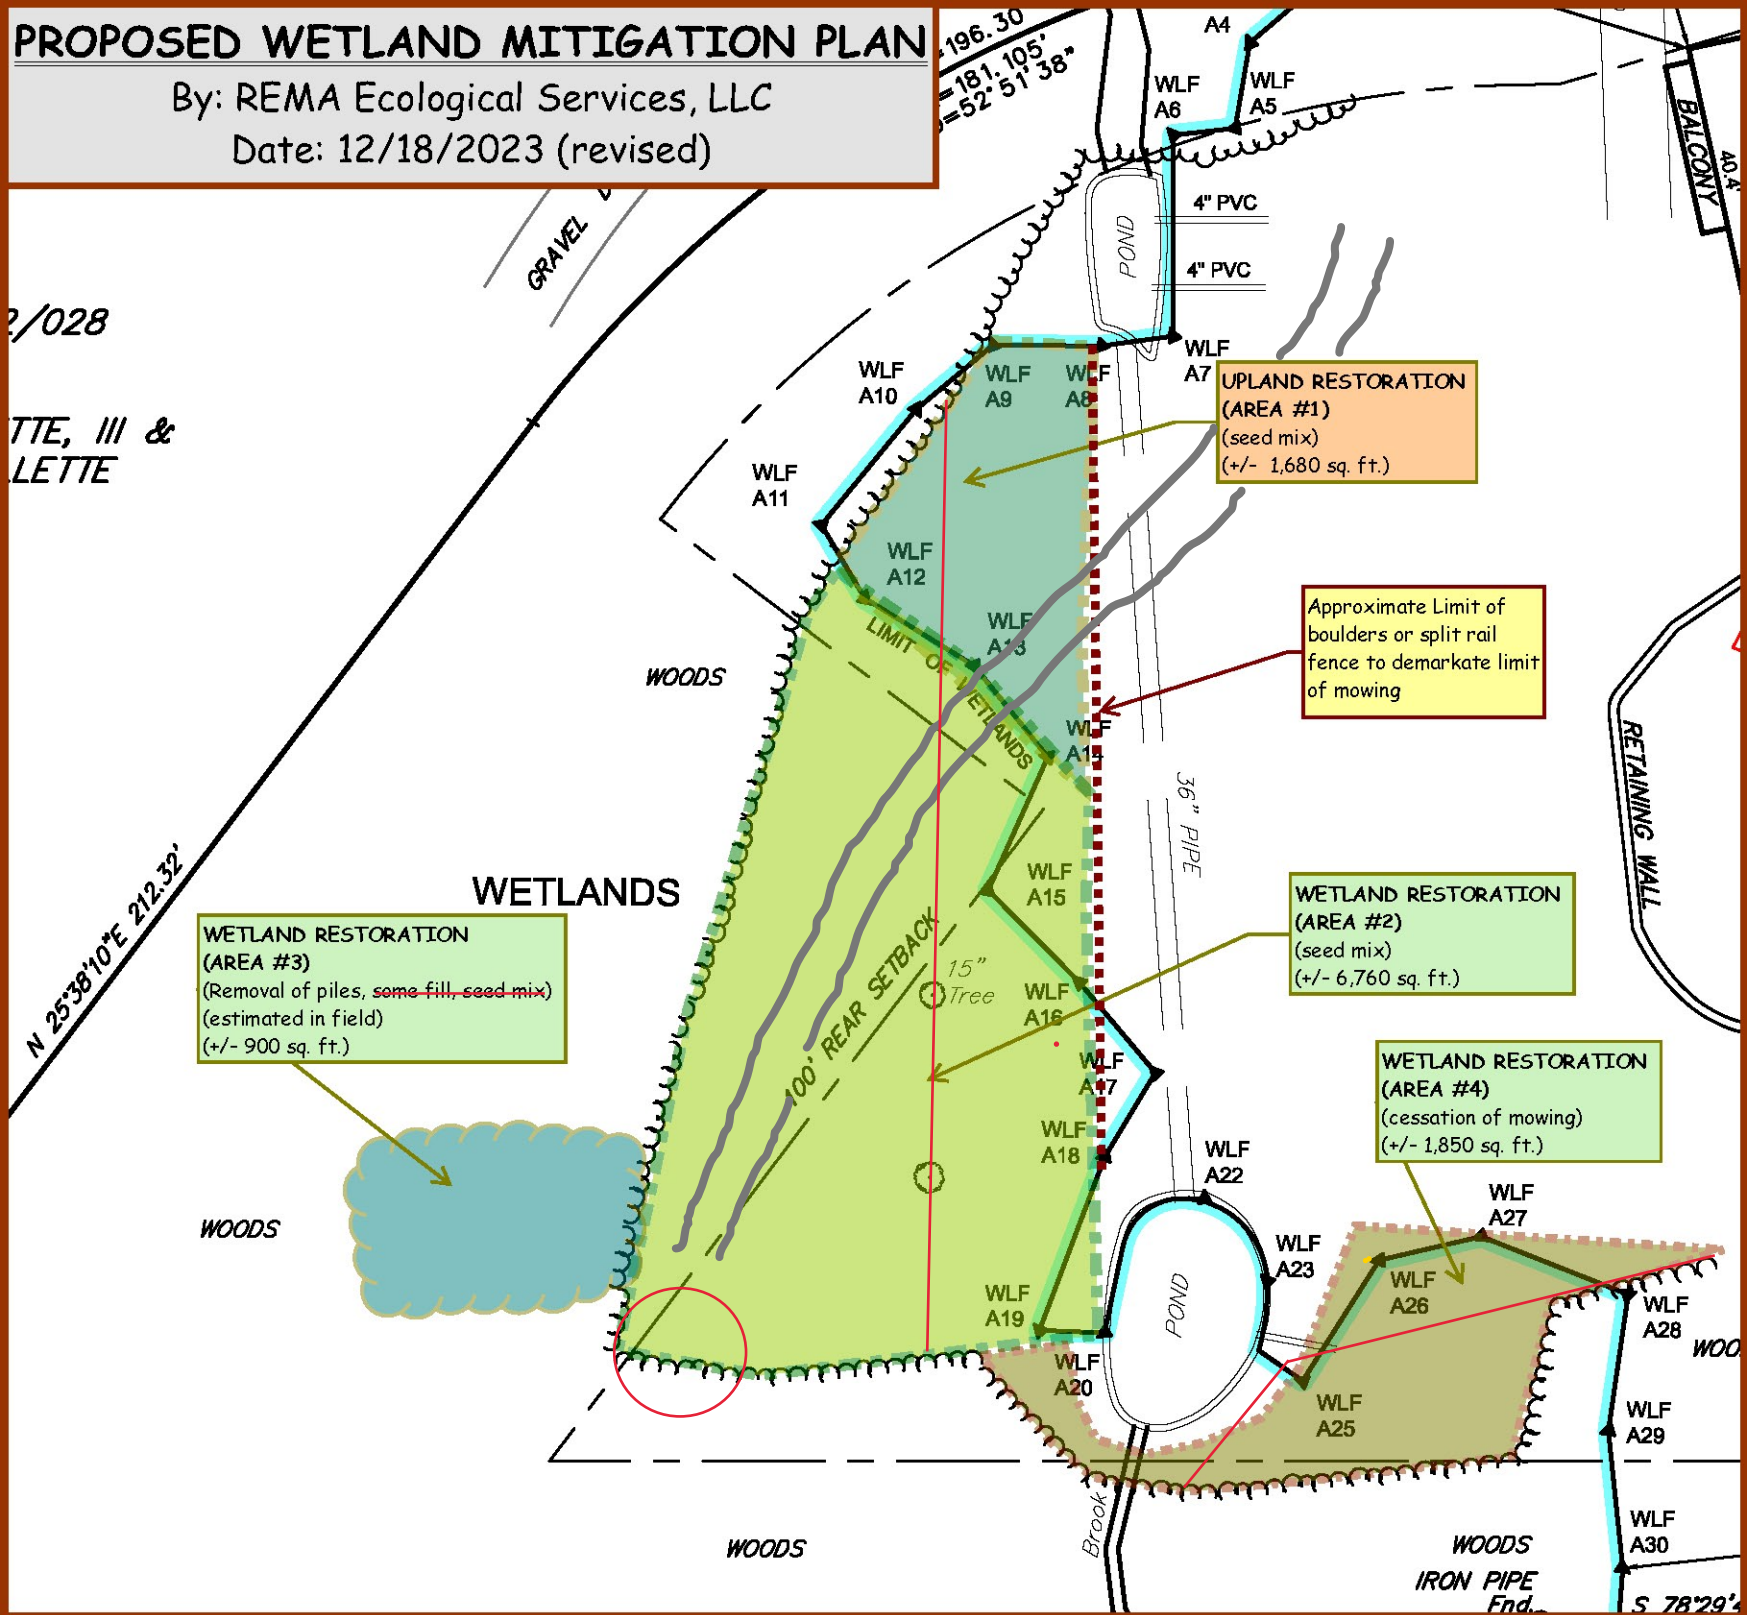 PROPOSED WETLAND MITIGATION PLAN
By: REMA Ecological Services, LLC
Date: 12/18/2023 (revised)
=196.30
=181.105'
=52°51'38"
A4
WLF
A5
WLF
A6
BALCONY
40.4'
GRAVEL
POND
4" PVC
4" PVC
2/028
TTE, III &
LETTE
WLF
A7
WLF
A8
WLF
A9
WLF
A10
WLF
A11
WLF
A12
WLF
A13
WLF
A14
UPLAND RESTORATION
(AREA #1)
(seed mix)
(+/- 1,680 sq. ft.)
LIMIT OF WETLANDS
WOODS
Approximate Limit of
boulders or split rail
fence to demarkate limit
of mowing
RETAINING WALL
36" PIPE
N 25°38'10"E 212.32'
WETLANDS
WLF
A15
WETLAND RESTORATION
(AREA #2)
(seed mix)
(+/- 6,760 sq. ft.)
WETLAND RESTORATION
(AREA #3)
(Removal of piles, some fill, seed mix)
(estimated in field)
(+/- 900 sq. ft.)
100' REAR SETBACK
15"
Tree
WLF
A16
WLF
A17
WLF
A18
WETLAND RESTORATION
(AREA #4)
(cessation of mowing)
(+/- 1,850 sq. ft.)
WOODS
WLF
A19
WLF
A20
WLF
A22
WLF
A23
POND
WLF
A25
WLF
A26
WLF
A27
WLF
A28
WOO
WLF
A29
WLF
A30
Brook
WOODS
WOODS
IRON PIPE
Fnd.
S 78°29'